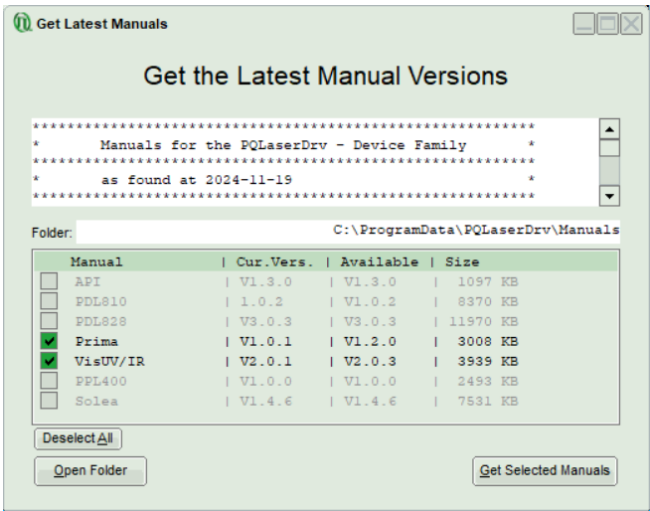 Get Latest Manuals
Get the Latest Manual Versions
*********************************************************
*       Manuals for the PQLaserDrv - Device Family       *
*********************************************************
*       as found at 2024-11-19                           *
*********************************************************
Folder: C:\ProgramData\PQLaserDrv\Manuals
Manual | Cur.Vers. | Available | Size
API | V1.3.0 | V1.3.0 | 1097 KB
PDL810 | 1.0.2 | V1.0.2 | 8370 KB
PDL828 | V3.0.3 | V3.0.3 | 11970 KB
Prima | V1.0.1 | V1.2.0 | 3008 KB
VisUV/IR | V2.0.1 | V2.0.3 | 3939 KB
PPL400 | V1.0.0 | V1.0.0 | 2493 KB
Solea | V1.4.6 | V1.4.6 | 7531 KB
Deselect All
Open Folder
Get Selected Manuals